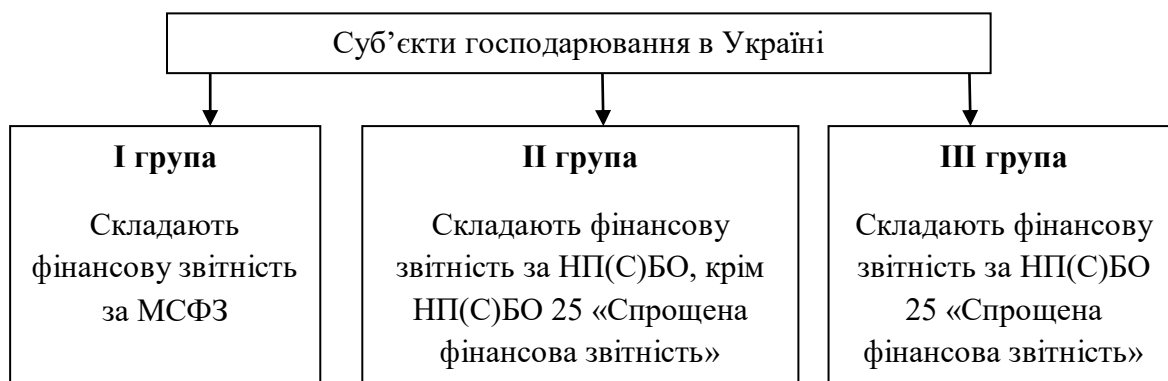 Суб’єкти господарювання в Україні
І група
Складають
фінансову звітність
за МСФЗ
ІІ група
Складають фінансову
звітність за НП(С)БО, крім
НП(С)БО 25 «Спрощена
фінансова звітність»
ІІІ група
Складають фінансову
звітність за НП(С)БО
25 «Спрощена
фінансова звітність»